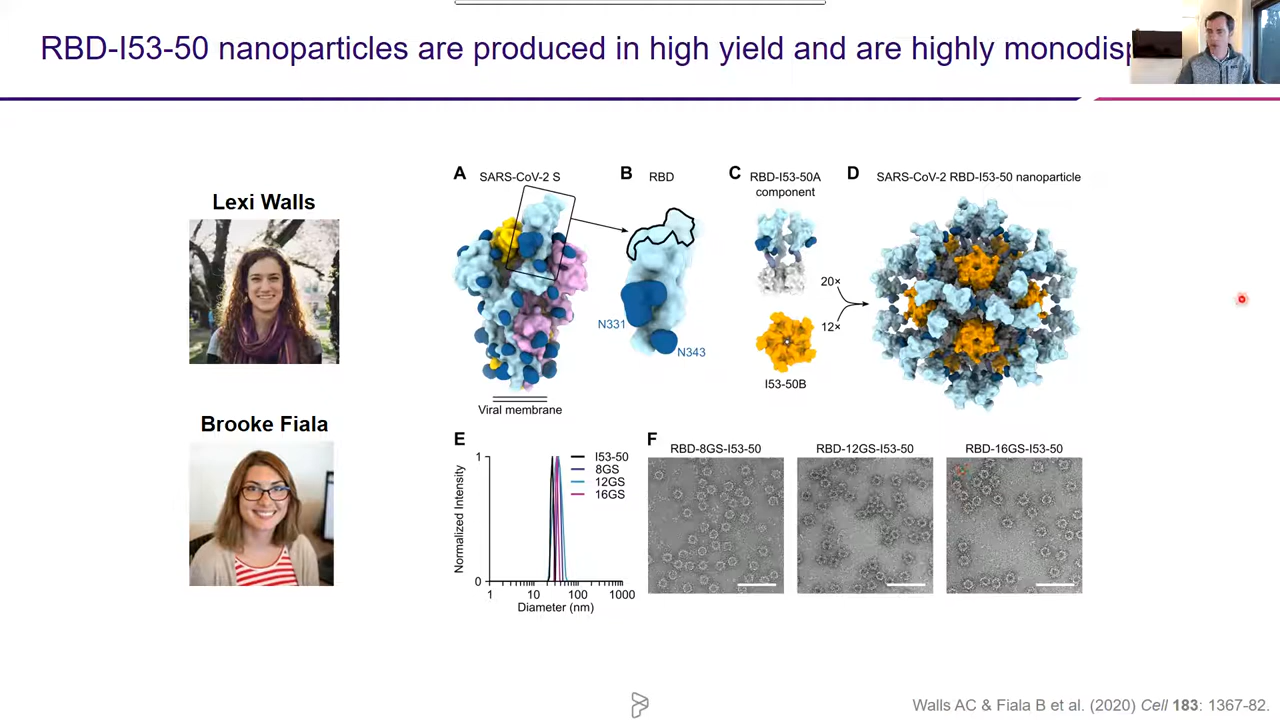 RBD-I53-50 nanoparticles are produced in high yield and are highly monodisp
Lexi Walls
Brooke Fiala
A SARS-CoV-2 S
Viral membrane
B RBD
N331
N343
C RBD-I53-50A
component
20×
12×
I53-50B
D SARS-CoV-2 RBD-I53-50 nanoparticle
E
Normalized Intensity
1
0
I53-50
8GS
12GS
16GS
1 10 100 1000
Diameter (nm)
F RBD-8GS-I53-50 RBD-12GS-I53-50 RBD-16GS-I53-50
Walls AC & Fiala B et al. (2020) Cell 183: 1367-82.